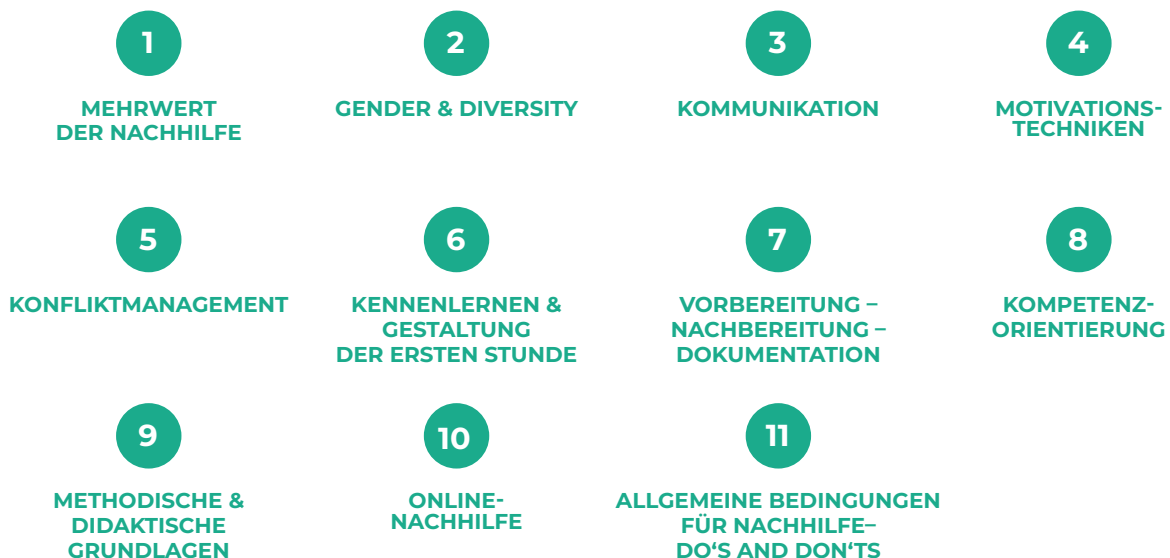 1
MEHRWERT
DER NACHHILFE
2
GENDER & DIVERSITY
3
KOMMUNIKATION
4
MOTIVATIONS-
TECHNIKEN
5
KONFLIKTMANAGEMENT
6
KENNENLERNEN &
GESTALTUNG
DER ERSTEN STUNDE
7
VORBEREITUNG –
NACHBEREITUNG –
DOKUMENTATION
8
KOMPETENZ-
ORIENTIERUNG
9
METHODISCHE &
DIDAKTISCHE
GRUNDLAGEN
10
ONLINE-
NACHHILFE
11
ALLGEMEINE BEDINGUNGEN
FÜR NACHHILFE–
DO‘S AND DON‘TS